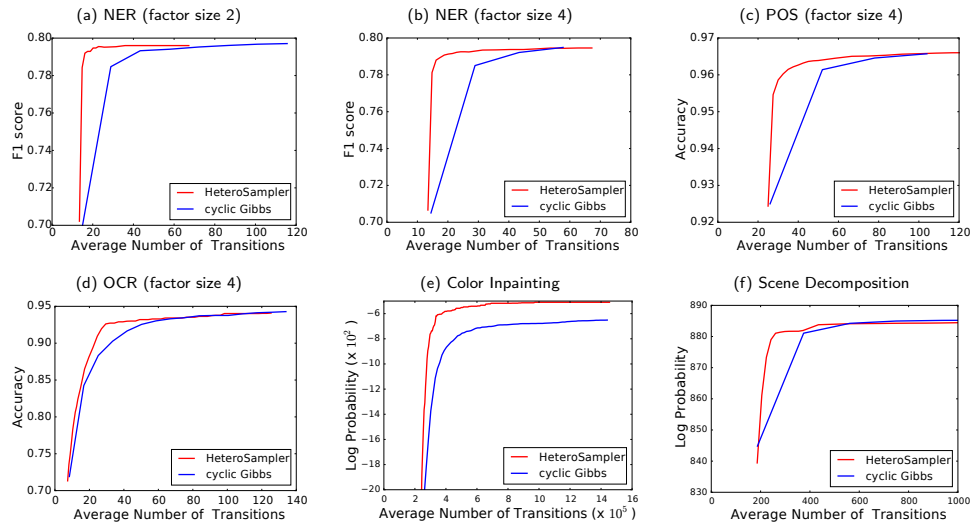 (a) NER (factor size 2)
0.80
0.78
0.76
0.74
0.72
0.70
F1 score
0 20 40 60 80 100 120
Average Number of Transitions
HeteroSampler
cyclic Gibbs
(b) NER (factor size 4)
0.80
0.78
0.76
0.74
0.72
0.70
F1 score
0 10 20 30 40 50 60 70 80
Average Number of Transitions
HeteroSampler
cyclic Gibbs
(c) POS (factor size 4)
0.97
0.96
0.95
0.94
0.93
0.92
Accuracy
0 20 40 60 80 100 120
Average Number of Transitions
HeteroSampler
cyclic Gibbs
(d) OCR (factor size 4)
0.95
0.90
0.85
0.80
0.75
0.70
Accuracy
0 20 40 60 80 100 120 140
Average Number of Transitions
HeteroSampler
cyclic Gibbs
(e) Color Inpainting
−6
−8
−10
−12
−14
−16
−18
−20
Log Probability (x 10²)
0 2 4 6 8 10 12 14 16
Average Number of Transitions (x 10⁵)
HeteroSampler
cyclic Gibbs
(f) Scene Decomposition
890
880
870
860
850
840
830
Log Probability
0 200 400 600 800 1000
Average Number of Transitions
HeteroSampler
cyclic Gibbs